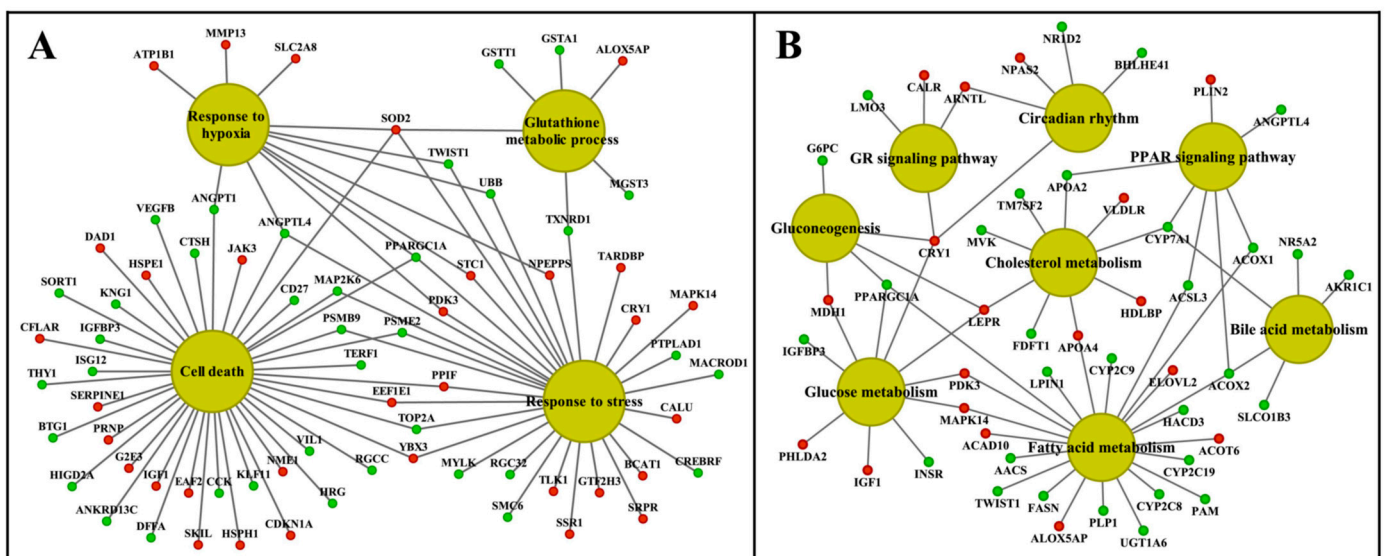 A
MMP13
ATP1B1
SLC2A8
GSTT1
GSTA1
ALOX5AP
Response to
hypoxia
SOD2
Glutathione
metabolic process
TWIST1
UBB
MGST3
ANGPT1
VEGFB
ANGPTL4
TXNRD1
DAD1
CTSH
JAK3
PPARGC1A
HSPE1
STC1
NPEPPS
TARDBP
SORT1
KNG1
CD27
MAP2K6
PDK3
CRY1
MAPK14
CFLAR
IGFBP3
PSMB9
PSME2
PTPLAD1
ISG12
MACROD1
THY1
Cell death
TERF1
PPIF
SERPINE1
EEF1E1
Response to stress
CALU
BTG1
PRNP
TOP2A
G2E3
VIL1
YBX3
HIGD2A
IGF1
NME1
RGCC
MYLK
RGC32
BCAT1
CREBRF
EAF2
CCK
KLF11
TLK1
GTF2H3
ANKRD13C
HRG
SMC6
DFFA
CDKN1A
SRPR
SKIL
HSPH1
SSR1
B
NR1D2
NPAS2
BHLHE41
CALR
ARNTL
PLIN2
LMO3
Circadian rhythm
ANGPTL4
G6PC
GR signaling pathway
PPAR signaling pathway
APOA2
TM7SF2
VLDLR
Gluconeogenesis
MVK
CYP7A1
NR5A2
CRY1
Cholesterol metabolism
ACOX1
PPARGC1A
ACSL3
AKR1C1
MDH1
LEPR
HDLBP
Bile acid metabolism
IGFBP3
FDFT1
APOA4
CYP2C9
PDK3
LPIN1
ELOVL2
ACOX2
Glucose metabolism
MAPK14
HACD3
SLCO1B3
ACAD10
Fatty acid metabolism
ACOT6
PHLDA2
AACS
CYP2C19
IGF1
INSR
TWIST1
FASN
CYP2C8
PAM
ALOX5AP
PLP1
UGT1A6